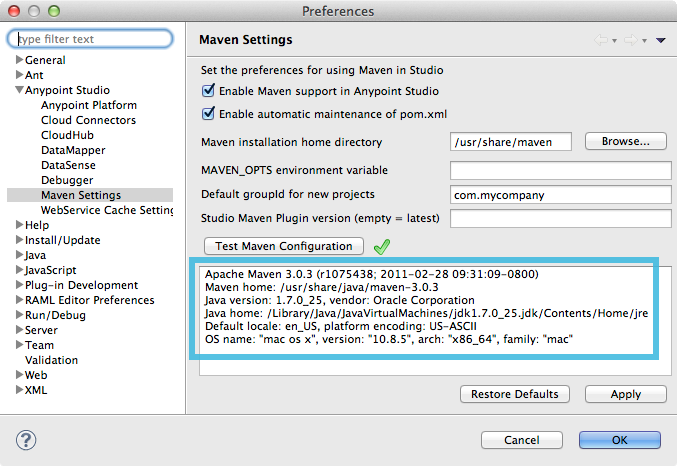 Preferences
type filter text
General
Ant
Anypoint Studio
Anypoint Platform
Cloud Connectors
CloudHub
DataMapper
DataSense
Debugger
Maven Settings
WebService Cache Setting
Help
Install/Update
Java
JavaScript
Plug-in Development
RAML Editor Preferences
Run/Debug
Server
Team
Validation
Web
XML
Maven Settings
Set the preferences for using Maven in Studio
Enable Maven support in Anypoint Studio
Enable automatic maintenance of pom.xml
Maven installation home directory /usr/share/maven Browse...
MAVEN_OPTS environment variable
Default groupId for new projects com.mycompany
Studio Maven Plugin version (empty = latest)
Test Maven Configuration
Apache Maven 3.0.3 (r1075438; 2011-02-28 09:31:09-0800)
Maven home: /usr/share/java/maven-3.0.3
Java version: 1.7.0_25, vendor: Oracle Corporation
Java home: /Library/Java/JavaVirtualMachines/jdk1.7.0_25.jdk/Contents/Home/jre
Default locale: en_US, platform encoding: US-ASCII
OS name: "mac os x", version: "10.8.5", arch: "x86_64", family: "mac"
Restore Defaults Apply
? Cancel OK